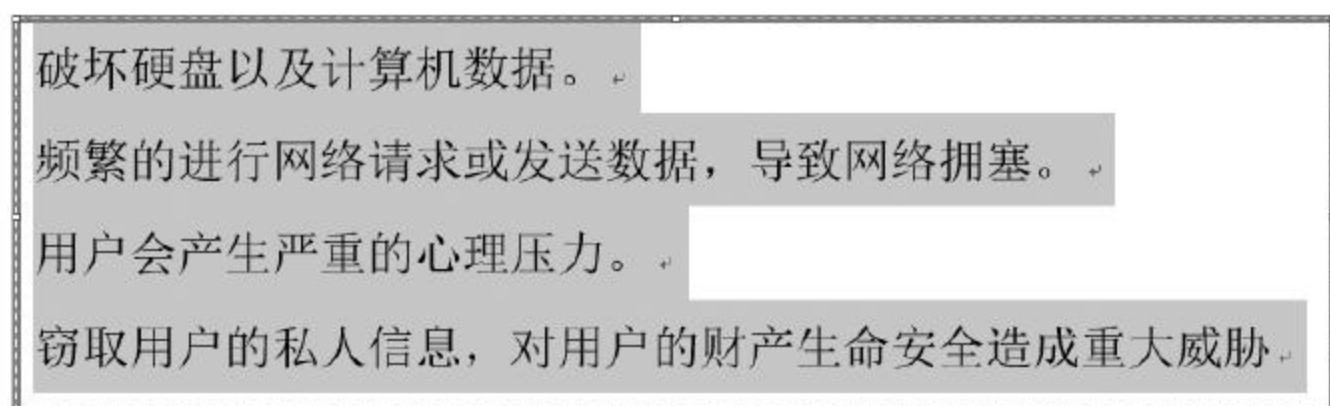 破坏硬盘以及计算机数据。
频繁的进行网络请求或发送数据，导致网络拥塞。
用户会产生严重的心理压力。
窃取用户的私人信息，对用户的财产生命安全造成重大威胁